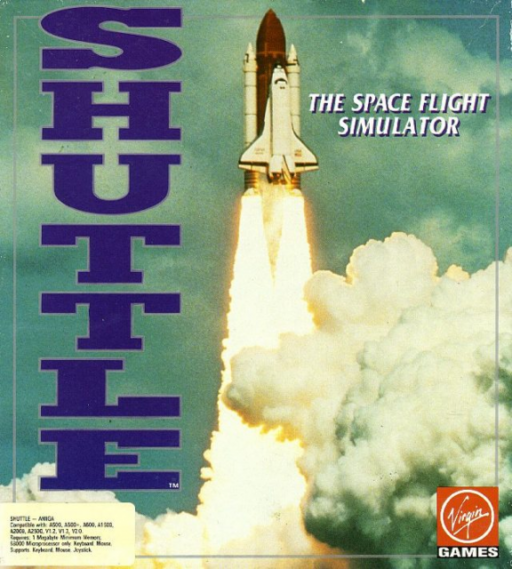 SHUTTLE
TM
THE SPACE FLIGHT
SIMULATOR
SHUTTLE — AMIGA
Compatible with: A500, A500+, A600, A1500,
A2000, A2500, V1.2, V1.3, V2.0
Requires: 1 Megabyte Minimum Memory,
68000 Microprocessor only. Keyboard. Mouse.
Supports: Keyboard. Mouse. Joystick.
Virgin
GAMES